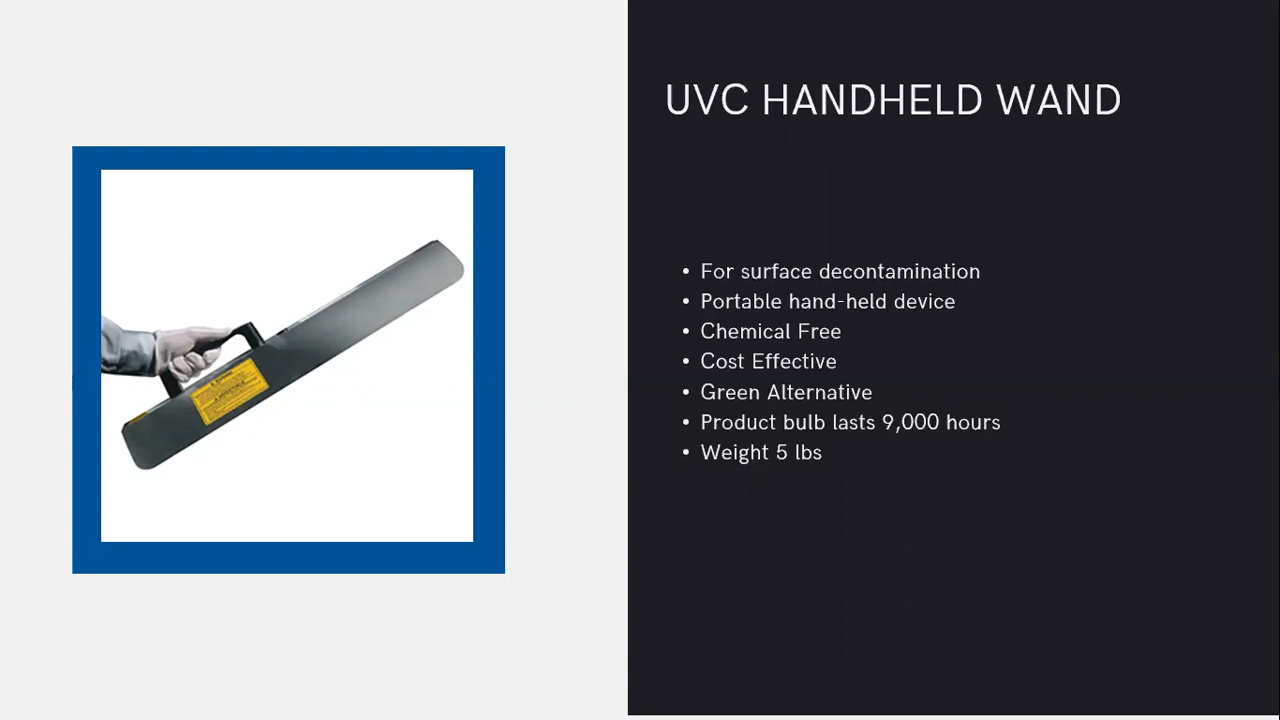 UVC HANDHELD WAND
• For surface decontamination
• Portable hand-held device
• Chemical Free
• Cost Effective
• Green Alternative
• Product bulb lasts 9,000 hours
• Weight 5 lbs